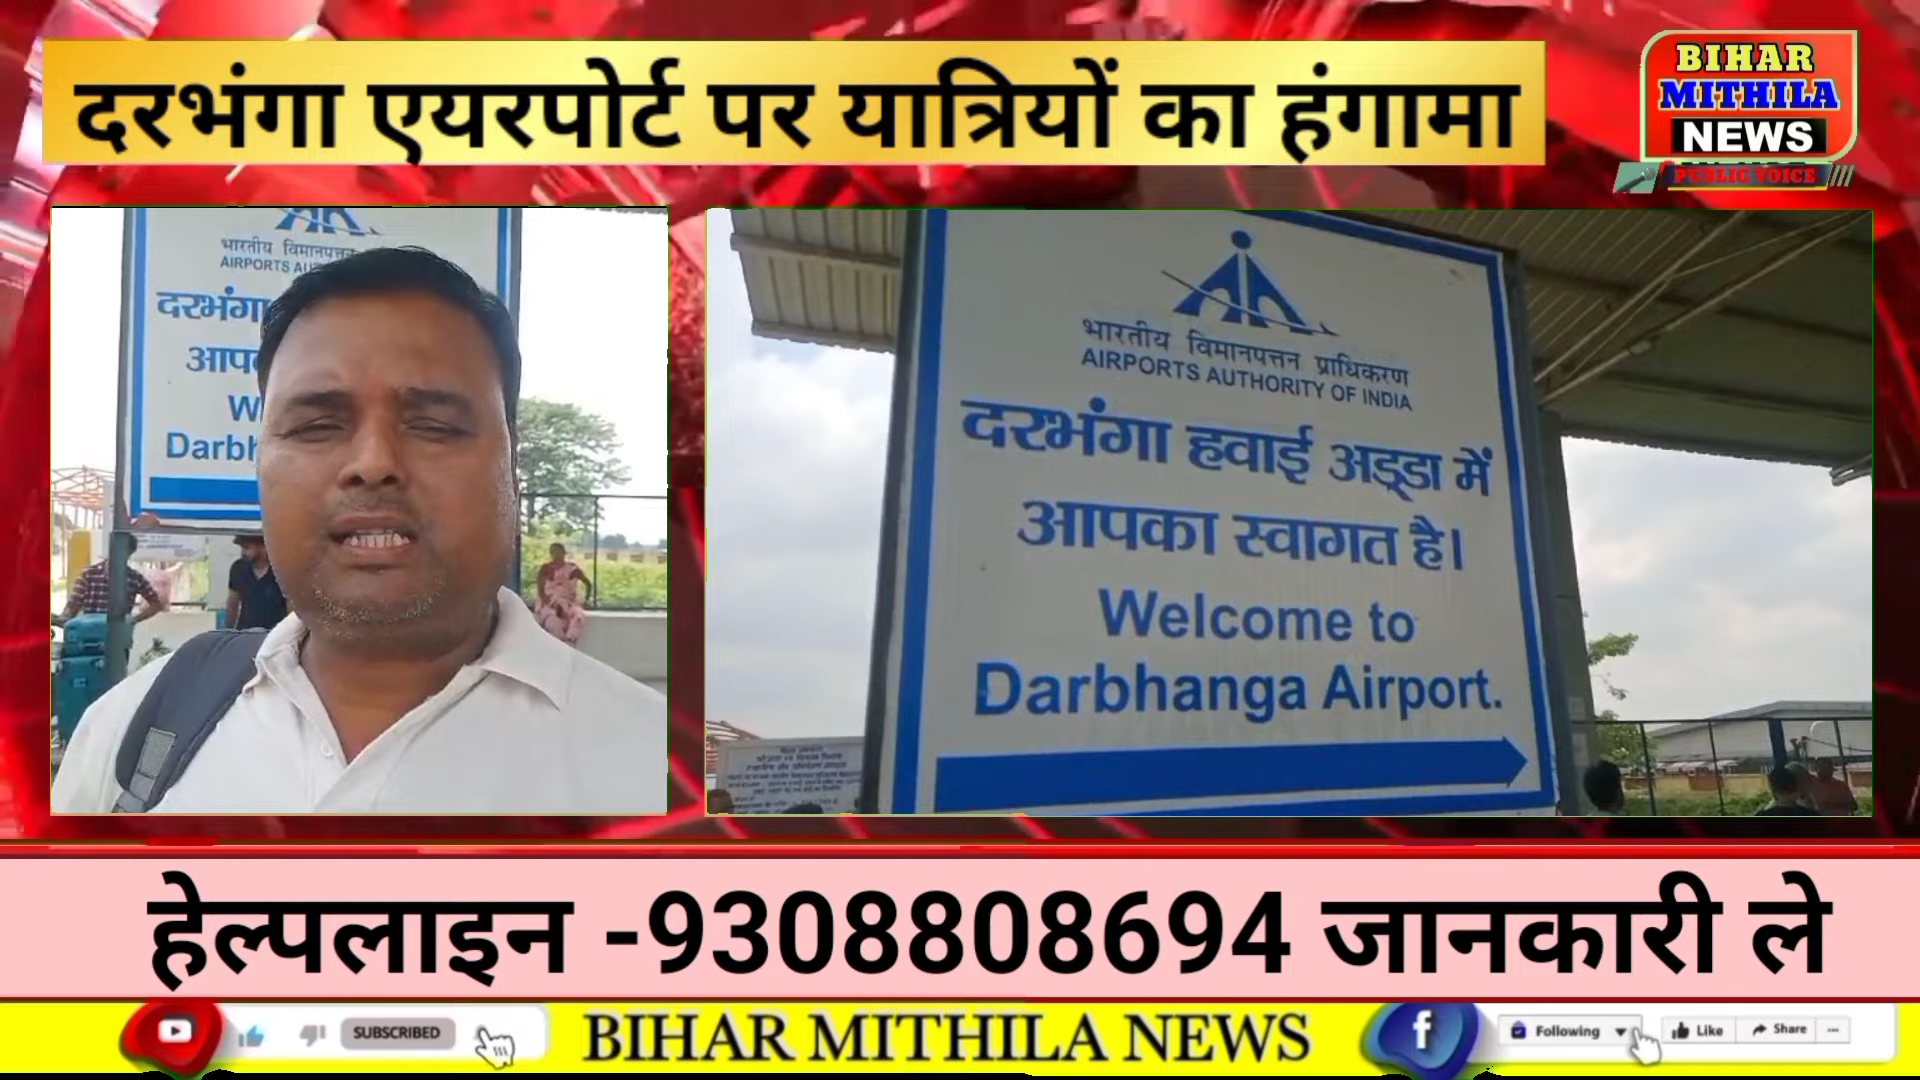 दरभंगा एयरपोर्ट पर यात्रियों का हंगामा
BIHAR
MITHILA
NEWS
PUBLIC VOICE
भारतीय विमानपत्तन
AIRPORTS AU
दरभंगा
आप
W
Darbh
भारतीय विमानपत्तन प्राधिकरण
AIRPORTS AUTHORITY OF INDIA
दरभंगा हवाई अड्डा में
आपका स्वागत है।
Welcome to
Darbhanga Airport.
हेल्पलाइन -9308808694 जानकारी ले
SUBSCRIBED
BIHAR MITHILA NEWS
f
Following
Like
Share